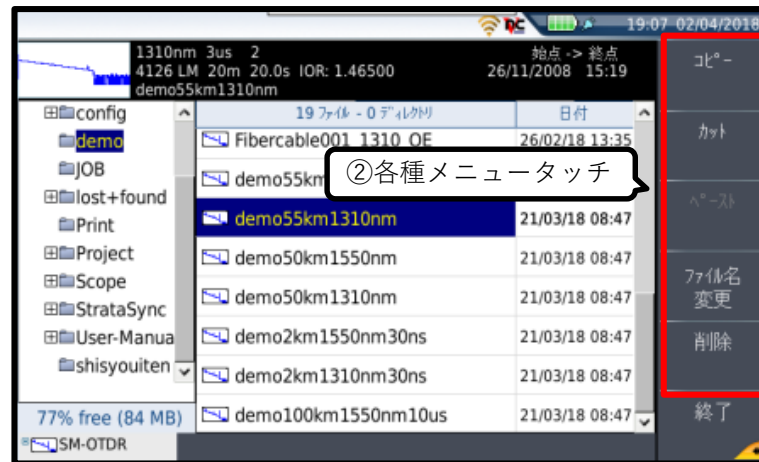 19:07 02/04/2018
1310nm 3us 2
始点 -> 終点
4126 LM 20m 20.0s IOR: 1.46500
26/11/2008 15:19
demo55km1310nm
config
demo
JOB
lost+found
Print
Project
Scope
StrataSync
User-Manua
shisyouiten
77% free (84 MB)
SM-OTDR
19 ファイル - 0 ディレクトリ
日付
Fibercable001_1310_OE
26/02/18 13:35
demo55km
②各種メニュータッチ
demo55km1310nm
21/03/18 08:47
demo50km1550nm
21/03/18 08:47
demo50km1310nm
21/03/18 08:47
demo2km1550nm30ns
21/03/18 08:47
demo2km1310nm30ns
21/03/18 08:47
demo100km1550nm10us
21/03/18 08:47
コピー
カット
ペースト
ファイル名
変更
削除
終了